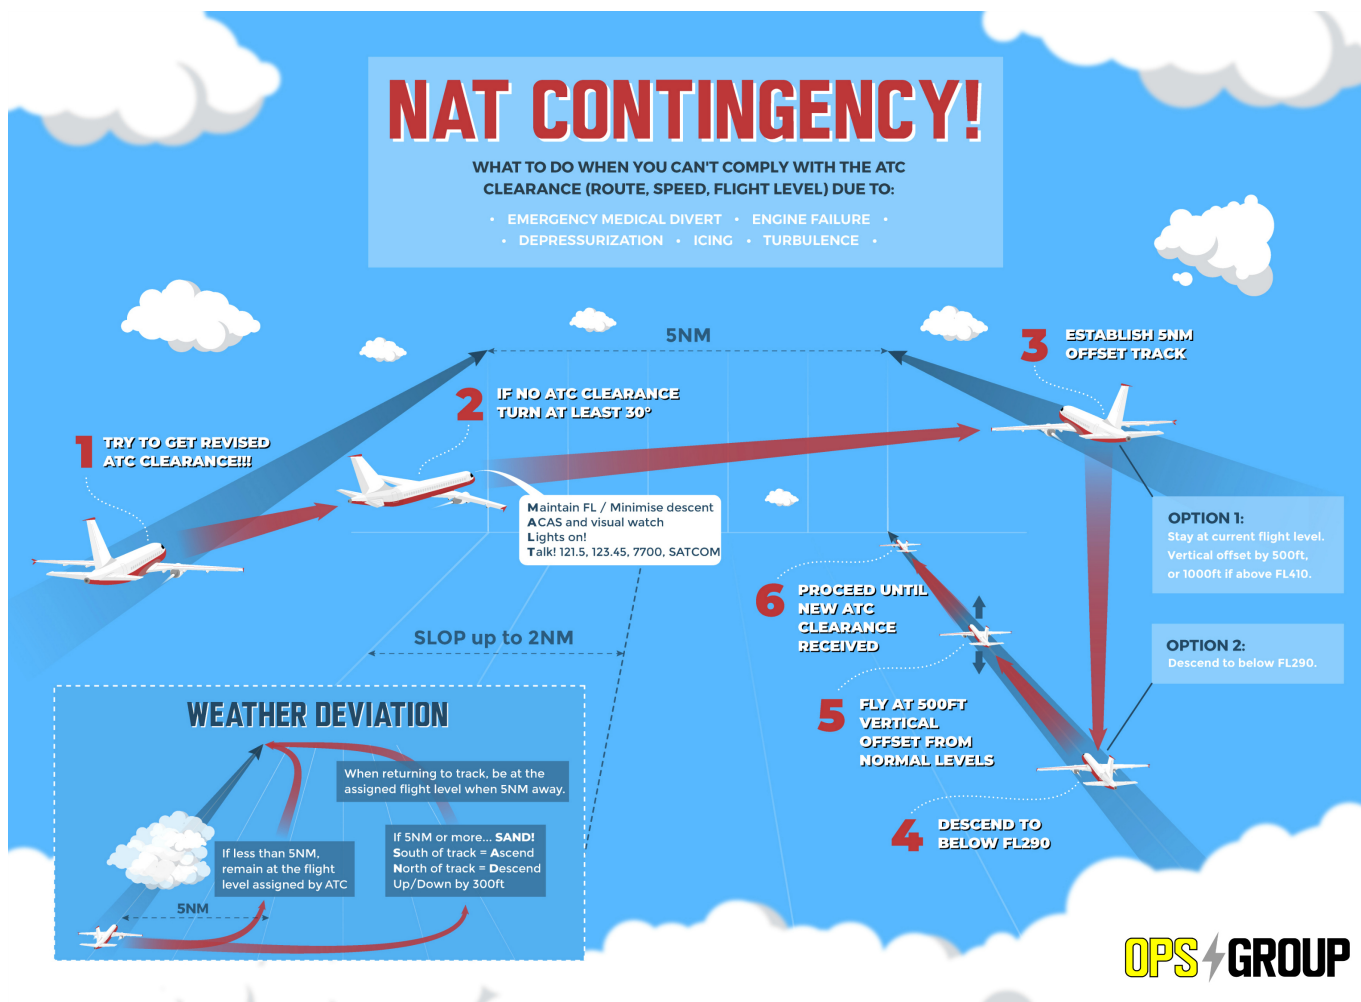 NAT CONTINGENCY!
WHAT TO DO WHEN YOU CAN'T COMPLY WITH THE ATC
CLEARANCE (ROUTE, SPEED, FLIGHT LEVEL) DUE TO:
• EMERGENCY MEDICAL DIVERT • ENGINE FAILURE •
• DEPRESSURIZATION • ICING • TURBULENCE •
5NM
1
TRY TO GET REVISED
ATC CLEARANCE!!!
2
IF NO ATC CLEARANCE
TURN AT LEAST 30°
Maintain FL / Minimise descent
ACAS and visual watch
Lights on!
Talk! 121.5, 123.45, 7700, SATCOM
3
ESTABLISH 5NM
OFFSET TRACK
OPTION 1:
Stay at current flight level.
Vertical offset by 500ft,
or 1000ft if above FL410.
OPTION 2:
Descend to below FL290.
4
DESCEND TO
BELOW FL290
5
FLY AT 500FT
VERTICAL
OFFSET FROM
NORMAL LEVELS
6
PROCEED UNTIL
NEW ATC
CLEARANCE
RECEIVED
SLOP up to 2NM
WEATHER DEVIATION
When returning to track, be at the
assigned flight level when 5NM away.
If less than 5NM,
remain at the flight
level assigned by ATC
If 5NM or more... SAND!
South of track = Ascend
North of track = Descend
Up/Down by 300ft
5NM
OPS GROUP